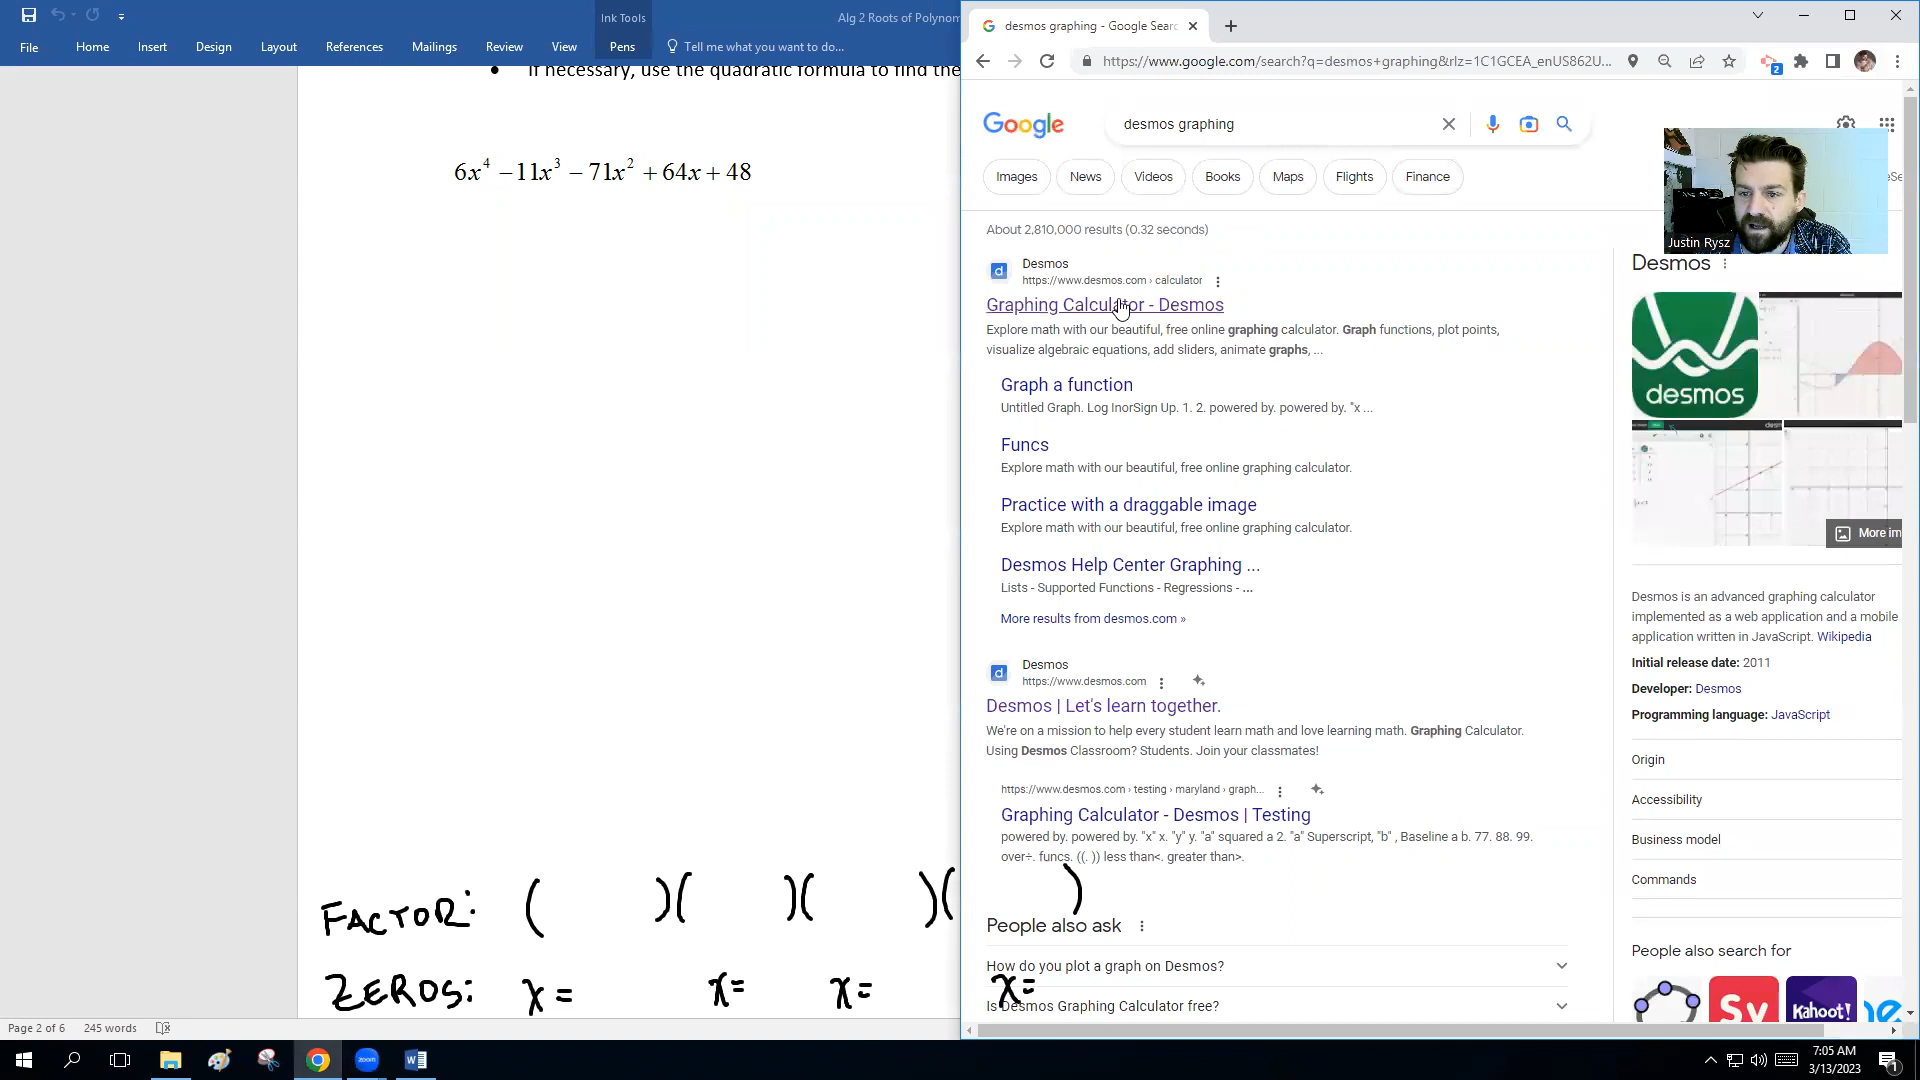 Ink Tools
Alg 2 Roots of Polynom
File Home Insert Design Layout References Mailings Review View Pens Tell me what you want to do...
• If necessary, use the quadratic formula to find the
6x⁴ −11x³ − 71x² + 64x + 48
FACTOR: ( )( )( )( )
ZEROS: x = x= x= x=
Page 2 of 6 245 words
desmos graphing - Google Searc
https://www.google.com/search?q=desmos+graphing&rlz=1C1GCEA_enUS862U... 2
Google desmos graphing
Images News Videos Books Maps Flights Finance
About 2,810,000 results (0.32 seconds)
Desmos
https://www.desmos.com › calculator
Graphing Calculator - Desmos
Explore math with our beautiful, free online graphing calculator. Graph functions, plot points,
visualize algebraic equations, add sliders, animate graphs, ...
Graph a function
Untitled Graph. Log InorSign Up. 1. 2. powered by. powered by. "x ...
Funcs
Explore math with our beautiful, free online graphing calculator.
Practice with a draggable image
Explore math with our beautiful, free online graphing calculator.
Desmos Help Center Graphing ...
Lists - Supported Functions - Regressions - ...
More results from desmos.com »
Desmos
https://www.desmos.com
Desmos | Let's learn together.
We're on a mission to help every student learn math and love learning math. Graphing Calculator.
Using Desmos Classroom? Students. Join your classmates!
https://www.desmos.com › testing › maryland › graph...
Graphing Calculator - Desmos | Testing
powered by. powered by. "x" x. "y" y. "a" squared a 2. "a" Superscript, "b" , Baseline a b. 77. 88. 99.
over÷. funcs. ((. )) less than<. greater than>.
People also ask
How do you plot a graph on Desmos?
Is Desmos Graphing Calculator free?
Justin Rysz
Desmos
desmos
More im
Desmos is an advanced graphing calculator
implemented as a web application and a mobile
application written in JavaScript. Wikipedia
Initial release date: 2011
Developer: Desmos
Programming language: JavaScript
Origin
Accessibility
Business model
Commands
People also search for
Sy Kahoot!
zoom
7:05 AM
3/13/2023
1